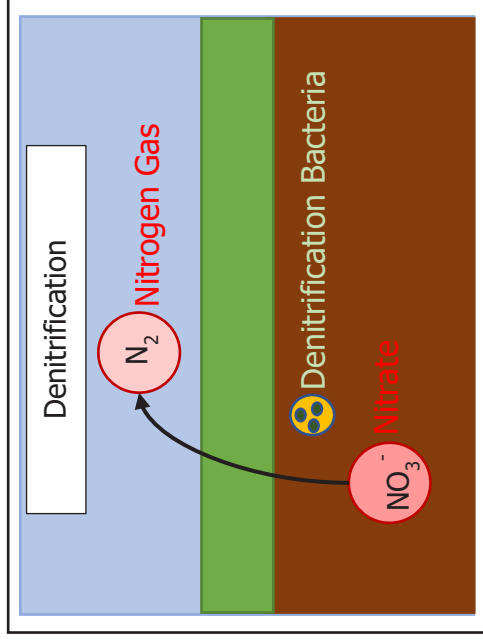 Denitrification
N₂ Nitrogen Gas
Denitrification Bacteria
NO₃⁻ Nitrate